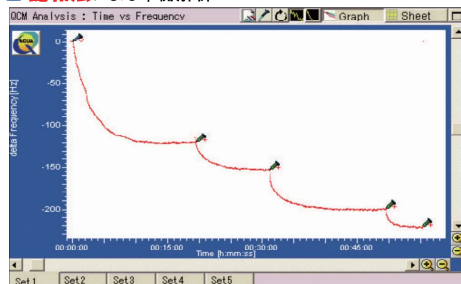 QCM Analysis : Time vs Frequency
Graph
Sheet
delta Frequency [Hz]
0
-50
-100
-150
-200
00:00:00
00:15:00
00:30:00
00:45:00
Time [h:mm:ss]
Set1
Set2
Set3
Set4
Set5